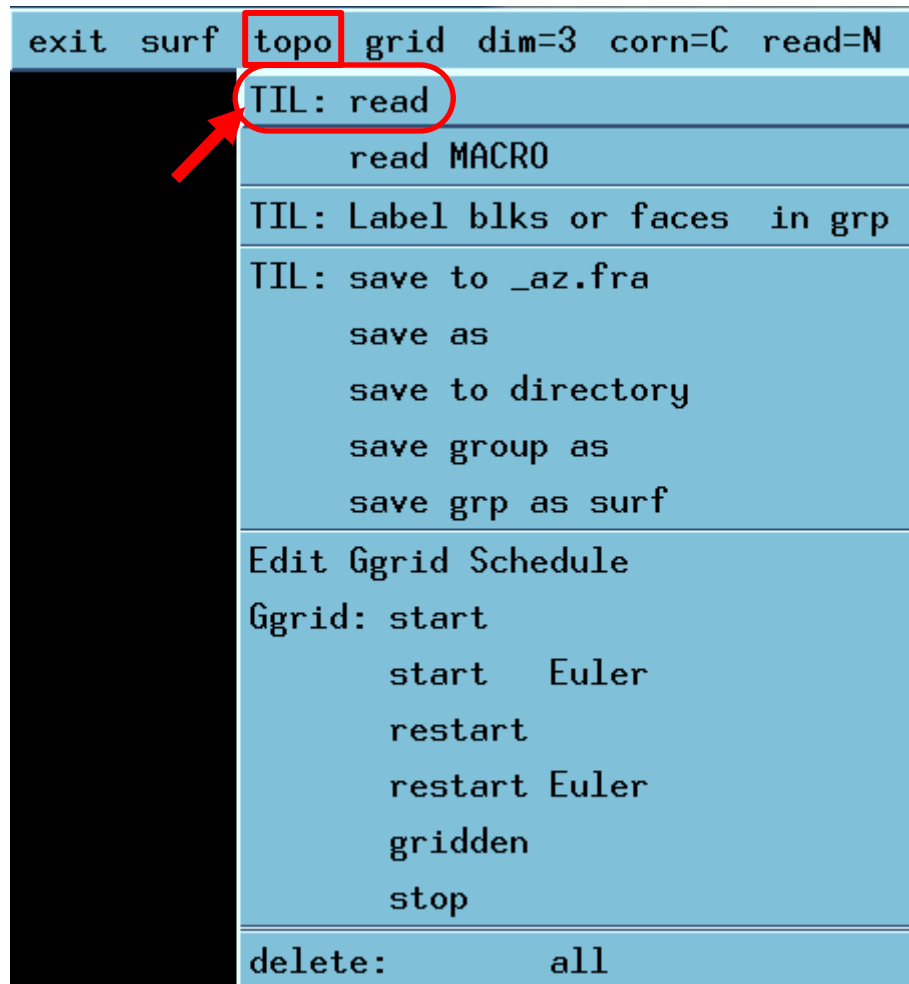 exit surf topo grid dim=3 corn=C read=N
TIL: read
read MACRO
TIL: Label blks or faces in grp
TIL: save to _az.fra
save as
save to directory
save group as
save grp as surf
Edit Ggrid Schedule
Ggrid: start
start Euler
restart
restart Euler
gridden
stop
delete: all